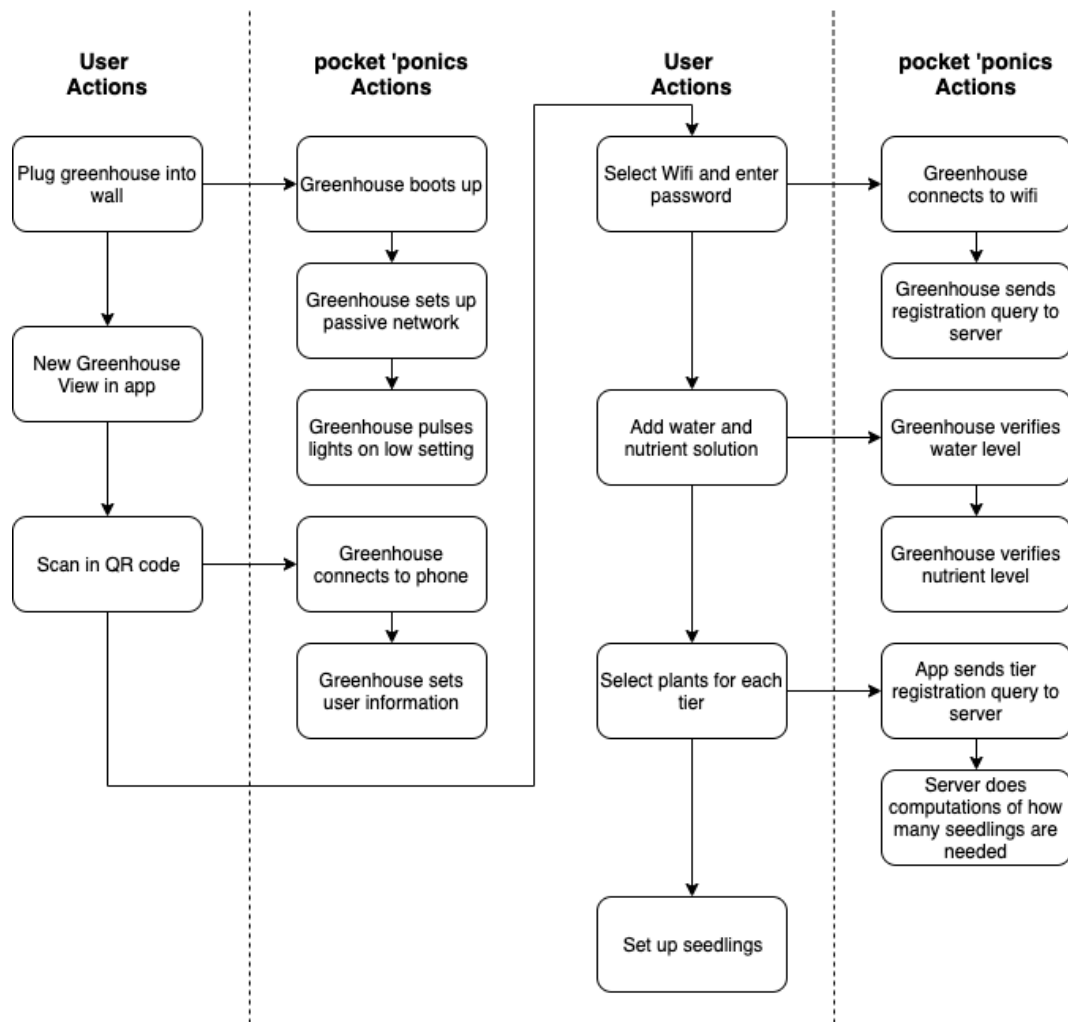 User
Actions
pocket 'ponics
Actions
User
Actions
pocket 'ponics
Actions
Plug greenhouse into
wall
New Greenhouse
View in app
Scan in QR code
Greenhouse boots up
Greenhouse sets up
passive network
Greenhouse pulses
lights on low setting
Greenhouse
connects to phone
Greenhouse sets
user information
Select Wifi and enter
password
Add water and
nutrient solution
Select plants for each
tier
Set up seedlings
Greenhouse
connects to wifi
Greenhouse sends
registration query to
server
Greenhouse verifies
water level
Greenhouse verifies
nutrient level
App sends tier
registration query to
server
Server does
computations of how
many seedlings are
needed